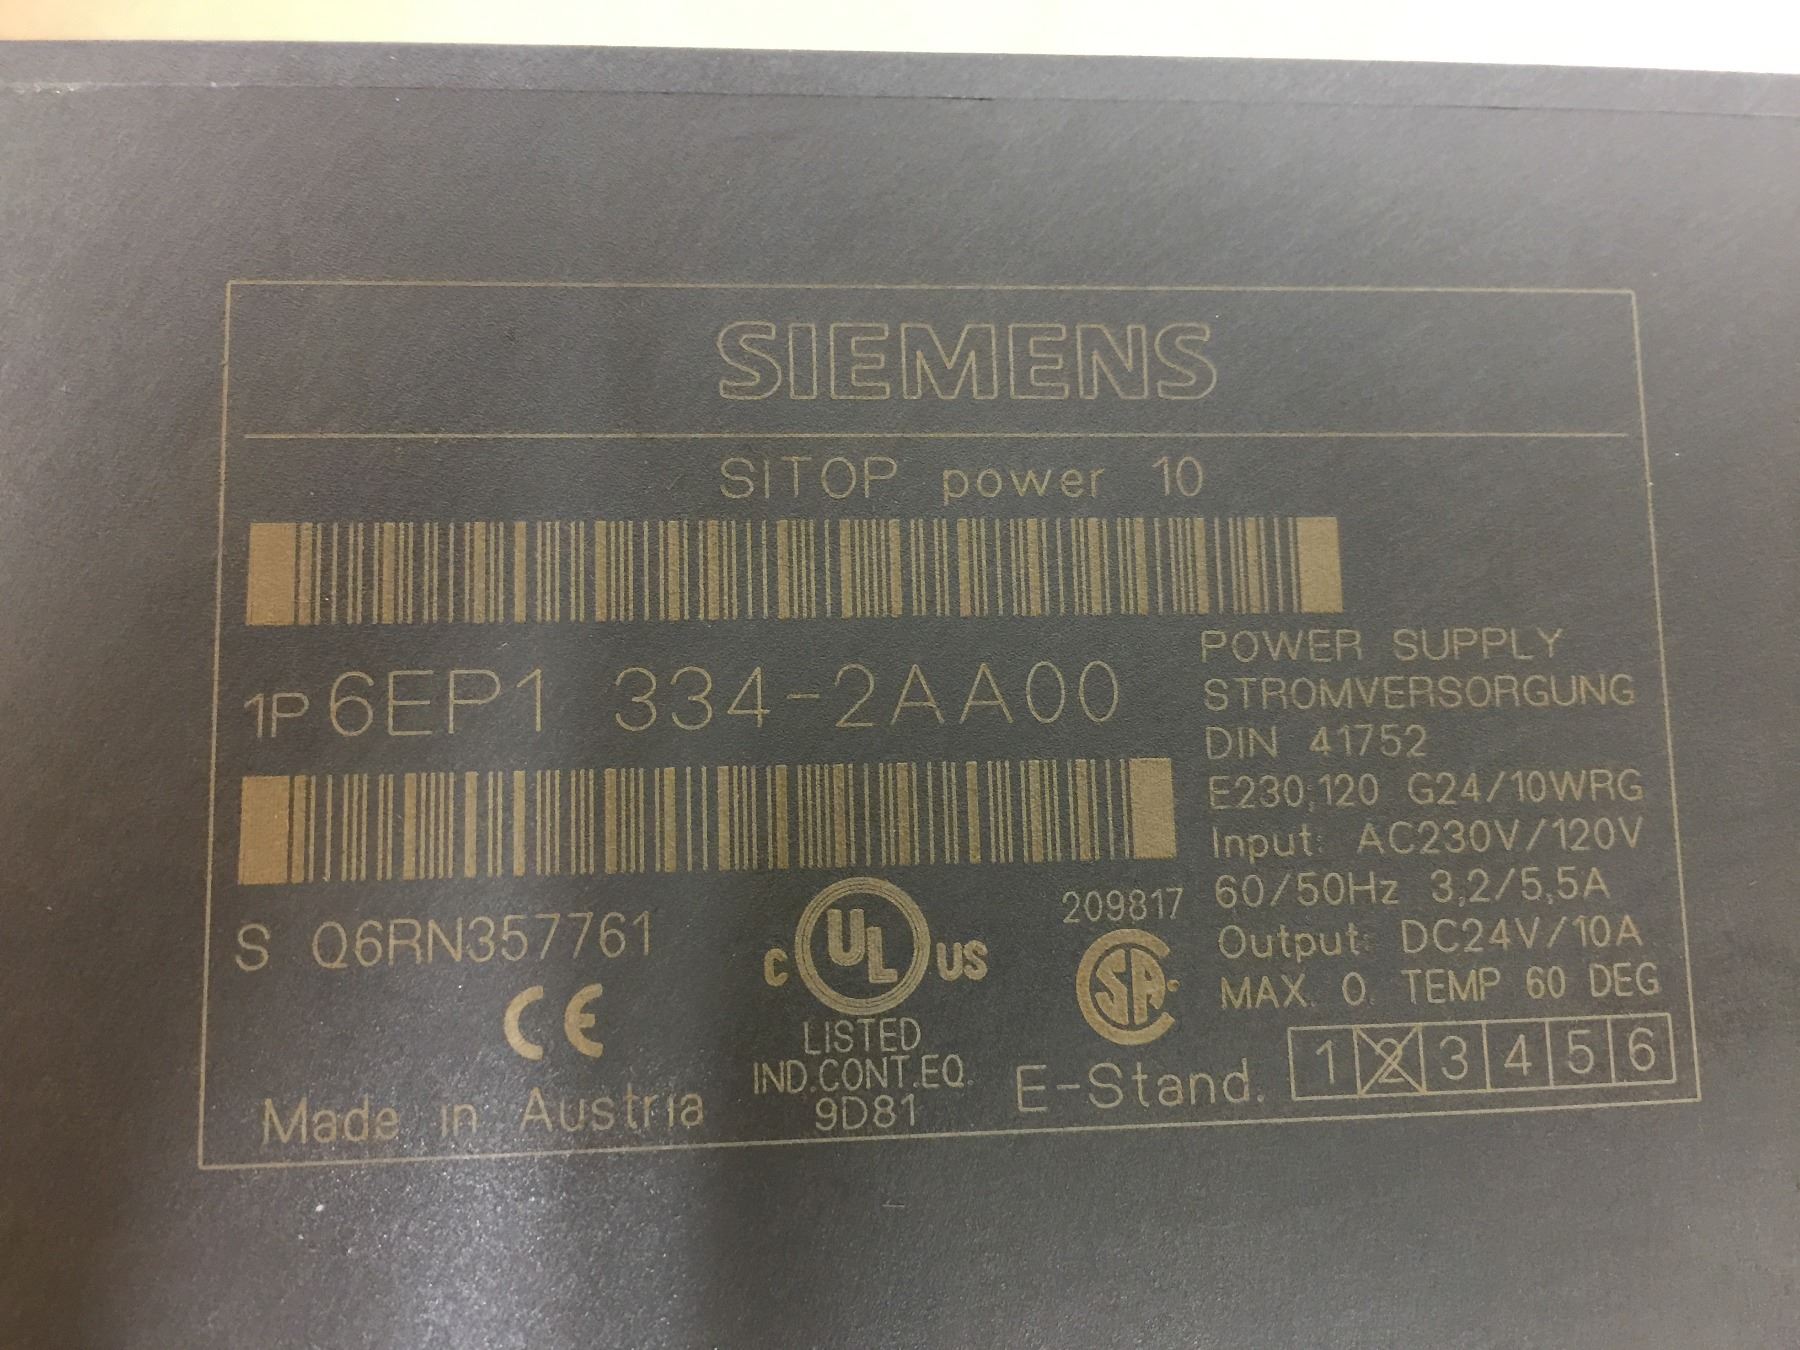 SIEMENS
SITOP power 10
1P 6EP1 334-2AA00
POWER SUPPLY
STROMVERSORGUNG
DIN 41752
E230;120 G24/10WRG
Input: AC230V/120V
60/50Hz 3,2/5,5A
Output: DC24V/10A
MAX. O. TEMP 60 DEG
S Q6RN357761
C UL US
LISTED
IND.CONT.EQ.
9D81
209817
SA
CE
Made in Austria
E-Stand. 1 2 3 4 5 6